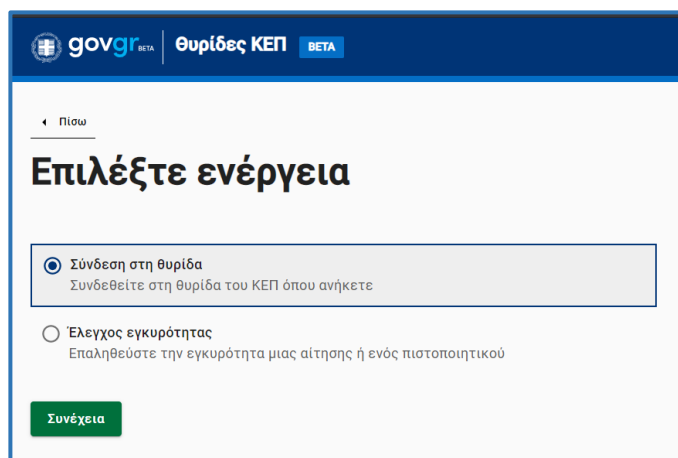 govgr BETA Θυρίδες ΚΕΠ BETA
Πίσω
Επιλέξτε ενέργεια
Σύνδεση στη θυρίδα
Συνδεθείτε στη θυρίδα του ΚΕΠ όπου ανήκετε
Έλεγχος εγκυρότητας
Επαληθεύστε την εγκυρότητα μιας αίτησης ή ενός πιστοποιητικού
Συνέχεια